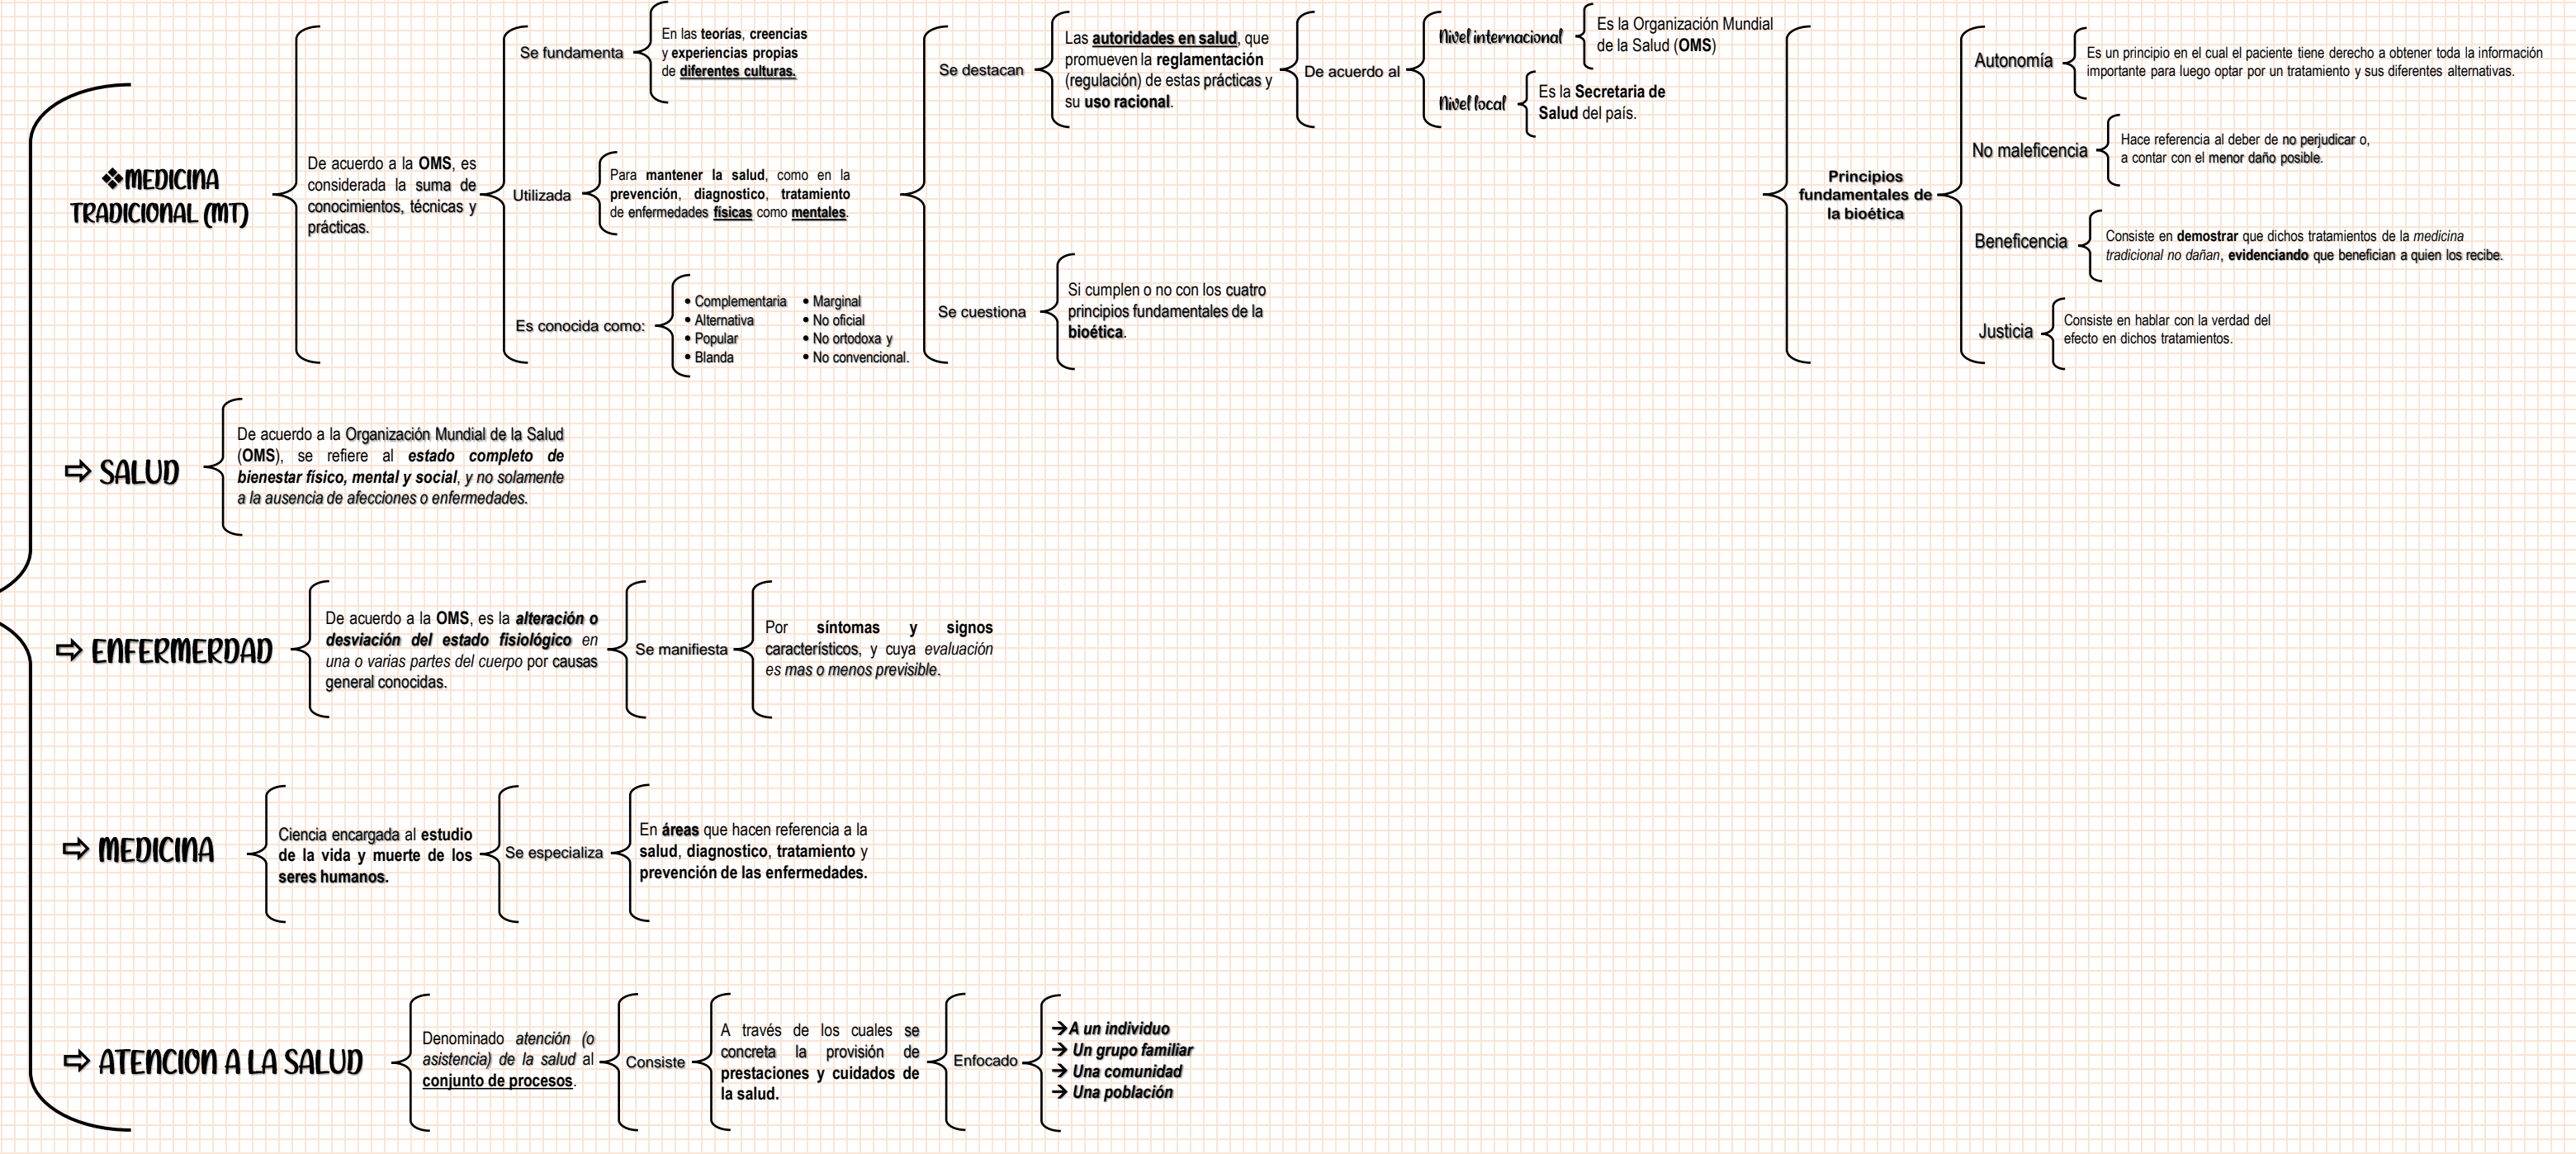 ❖MEDICINA
TRADICIONAL (MT)
De acuerdo a la OMS, es
considerada la suma de
conocimientos, técnicas y
prácticas.
Se fundamenta
En las teorías, creencias
y experiencias propias
de diferentes culturas.
Utilizada
Para mantener la salud, como en la
prevención, diagnostico, tratamiento
de enfermedades físicas como mentales.
Es conocida como:
• Complementaria
• Alternativa
• Popular
• Blanda
• Marginal
• No oficial
• No ortodoxa y
• No convencional.
Se destacan
Las autoridades en salud, que
promueven la reglamentación
(regulación) de estas prácticas y
su uso racional.
De acuerdo al
Nivel internacional
Es la Organización Mundial
de la Salud (OMS)
Nivel local
Es la Secretaria de
Salud del país.
Se cuestiona
Si cumplen o no con los cuatro
principios fundamentales de la
bioética.
Principios
fundamentales de
la bioética
Autonomía
Es un principio en el cual el paciente tiene derecho a obtener toda la información
importante para luego optar por un tratamiento y sus diferentes alternativas.
No maleficencia
Hace referencia al deber de no perjudicar o,
a contar con el menor daño posible.
Beneficencia
Consiste en demostrar que dichos tratamientos de la medicina
tradicional no dañan, evidenciando que benefician a quien los recibe.
Justicia
Consiste en hablar con la verdad del
efecto en dichos tratamientos.
⇨ SALUD
De acuerdo a la Organización Mundial de la Salud
(OMS), se refiere al estado completo de
bienestar físico, mental y social, y no solamente
a la ausencia de afecciones o enfermedades.
⇨ ENFERMERDAD
De acuerdo a la OMS, es la alteración o
desviación del estado fisiológico en
una o varias partes del cuerpo por causas
general conocidas.
Se manifiesta
Por síntomas y signos
característicos, y cuya evaluación
es mas o menos previsible.
⇨ MEDICINA
Ciencia encargada al estudio
de la vida y muerte de los
seres humanos.
Se especializa
En áreas que hacen referencia a la
salud, diagnostico, tratamiento y
prevención de las enfermedades.
⇨ ATENCION A LA SALUD
Denominado atención (o
asistencia) de la salud al
conjunto de procesos.
Consiste
A través de los cuales se
concreta la provisión de
prestaciones y cuidados de
la salud.
Enfocado
→A un individuo
→ Un grupo familiar
→ Una comunidad
→ Una población